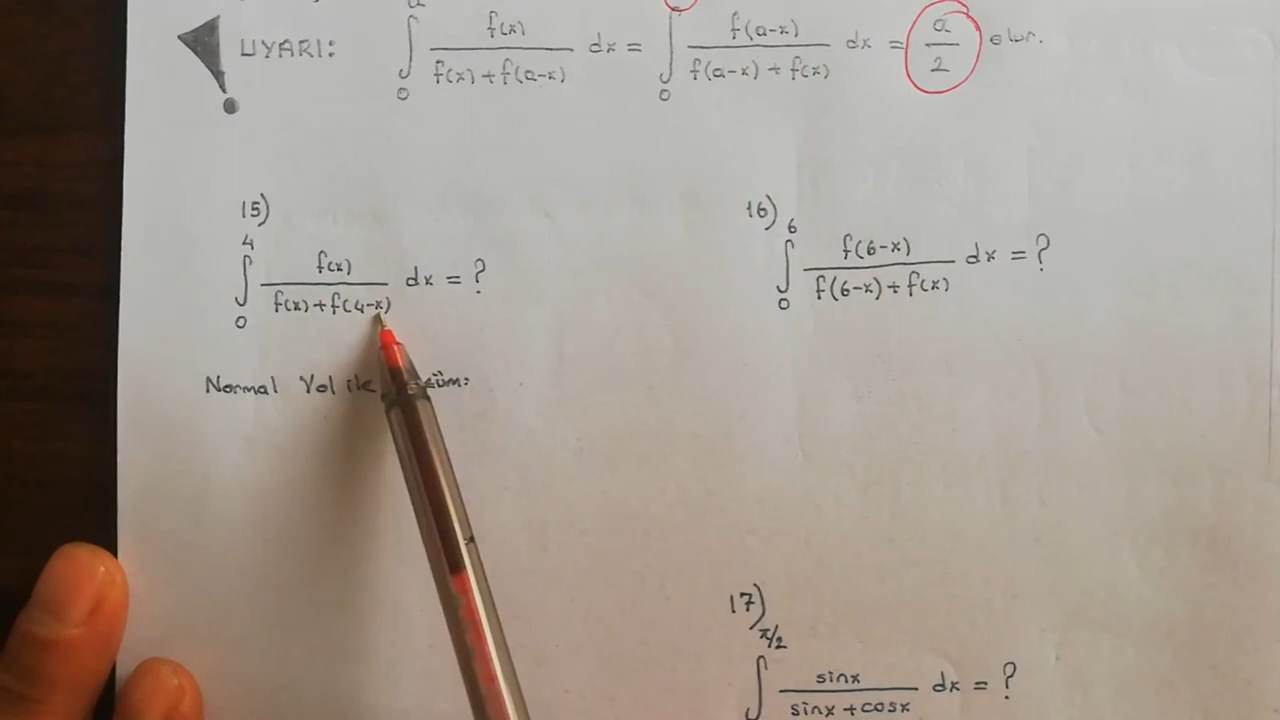 UYARI: ∫₀ f(x) / f(x)+f(a-x) dx = ∫₀ f(a-x) / f(a-x)+f(x) dx = a/2 olur.
15)
∫₀⁴ f(x) / f(x)+f(4-x) dx = ?
16)
∫₀⁶ f(6-x) / f(6-x)+f(x) dx = ?
Normal Yol ile
17)
∫ π/2 sinx / sinx+cosx dx = ?